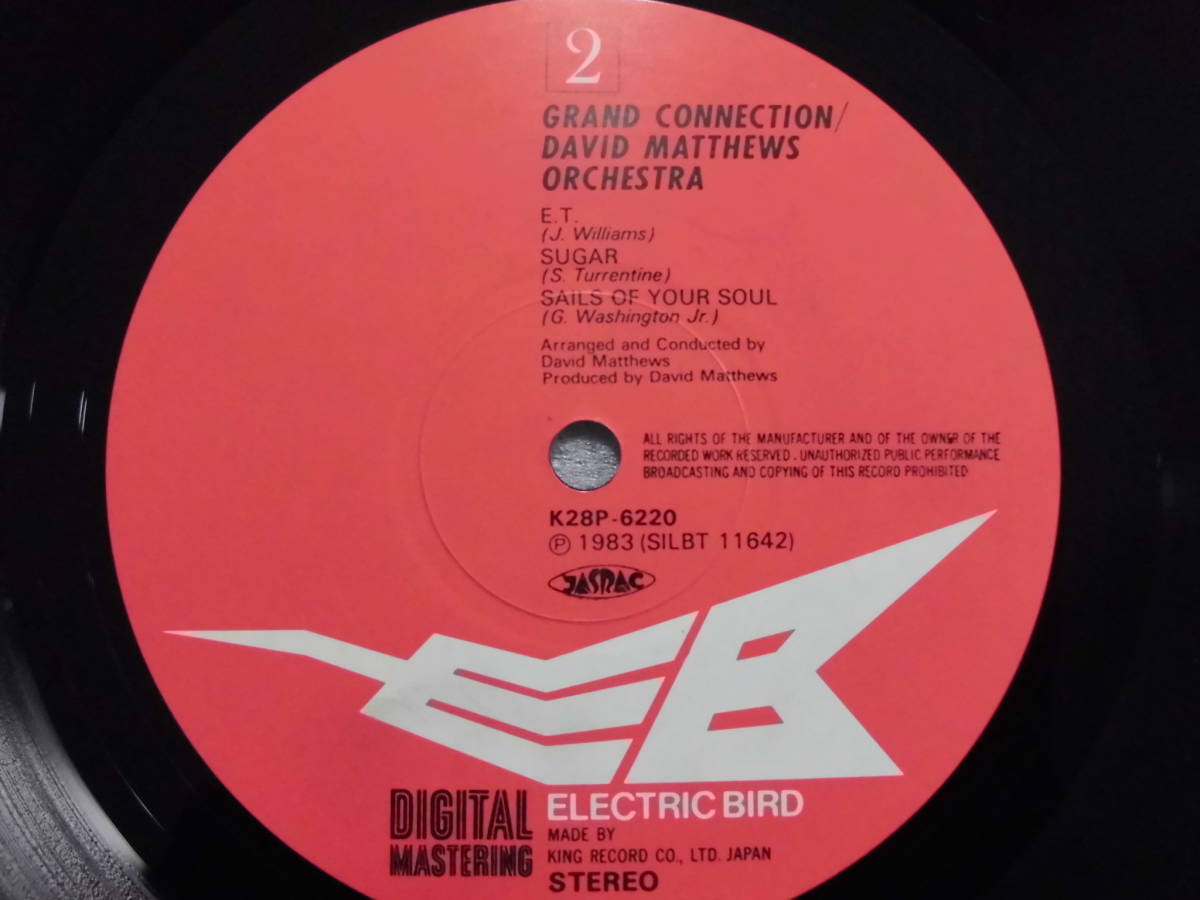 2
GRAND CONNECTION/
DAVID MATTHEWS
ORCHESTRA
E.T.
(J. Williams)
SUGAR
(S. Turrentine)
SAILS OF YOUR SOUL
(G. Washington Jr.)
Arranged and Conducted by
David Matthews
Produced by David Matthews
ALL RIGHTS OF THE MANUFACTURER AND OF THE OWNER OF THE
RECORDED WORK RESERVED. UNAUTHORIZED PUBLIC PERFORMANCE
BROADCASTING AND COPYING OF THIS RECORD PROHIBITED
K28P-6220
Ⓟ 1983 (SILBT 11642)
JASRAC
EB
DIGITAL
MASTERING
ELECTRIC BIRD
MADE BY
KING RECORD CO., LTD. JAPAN
STEREO